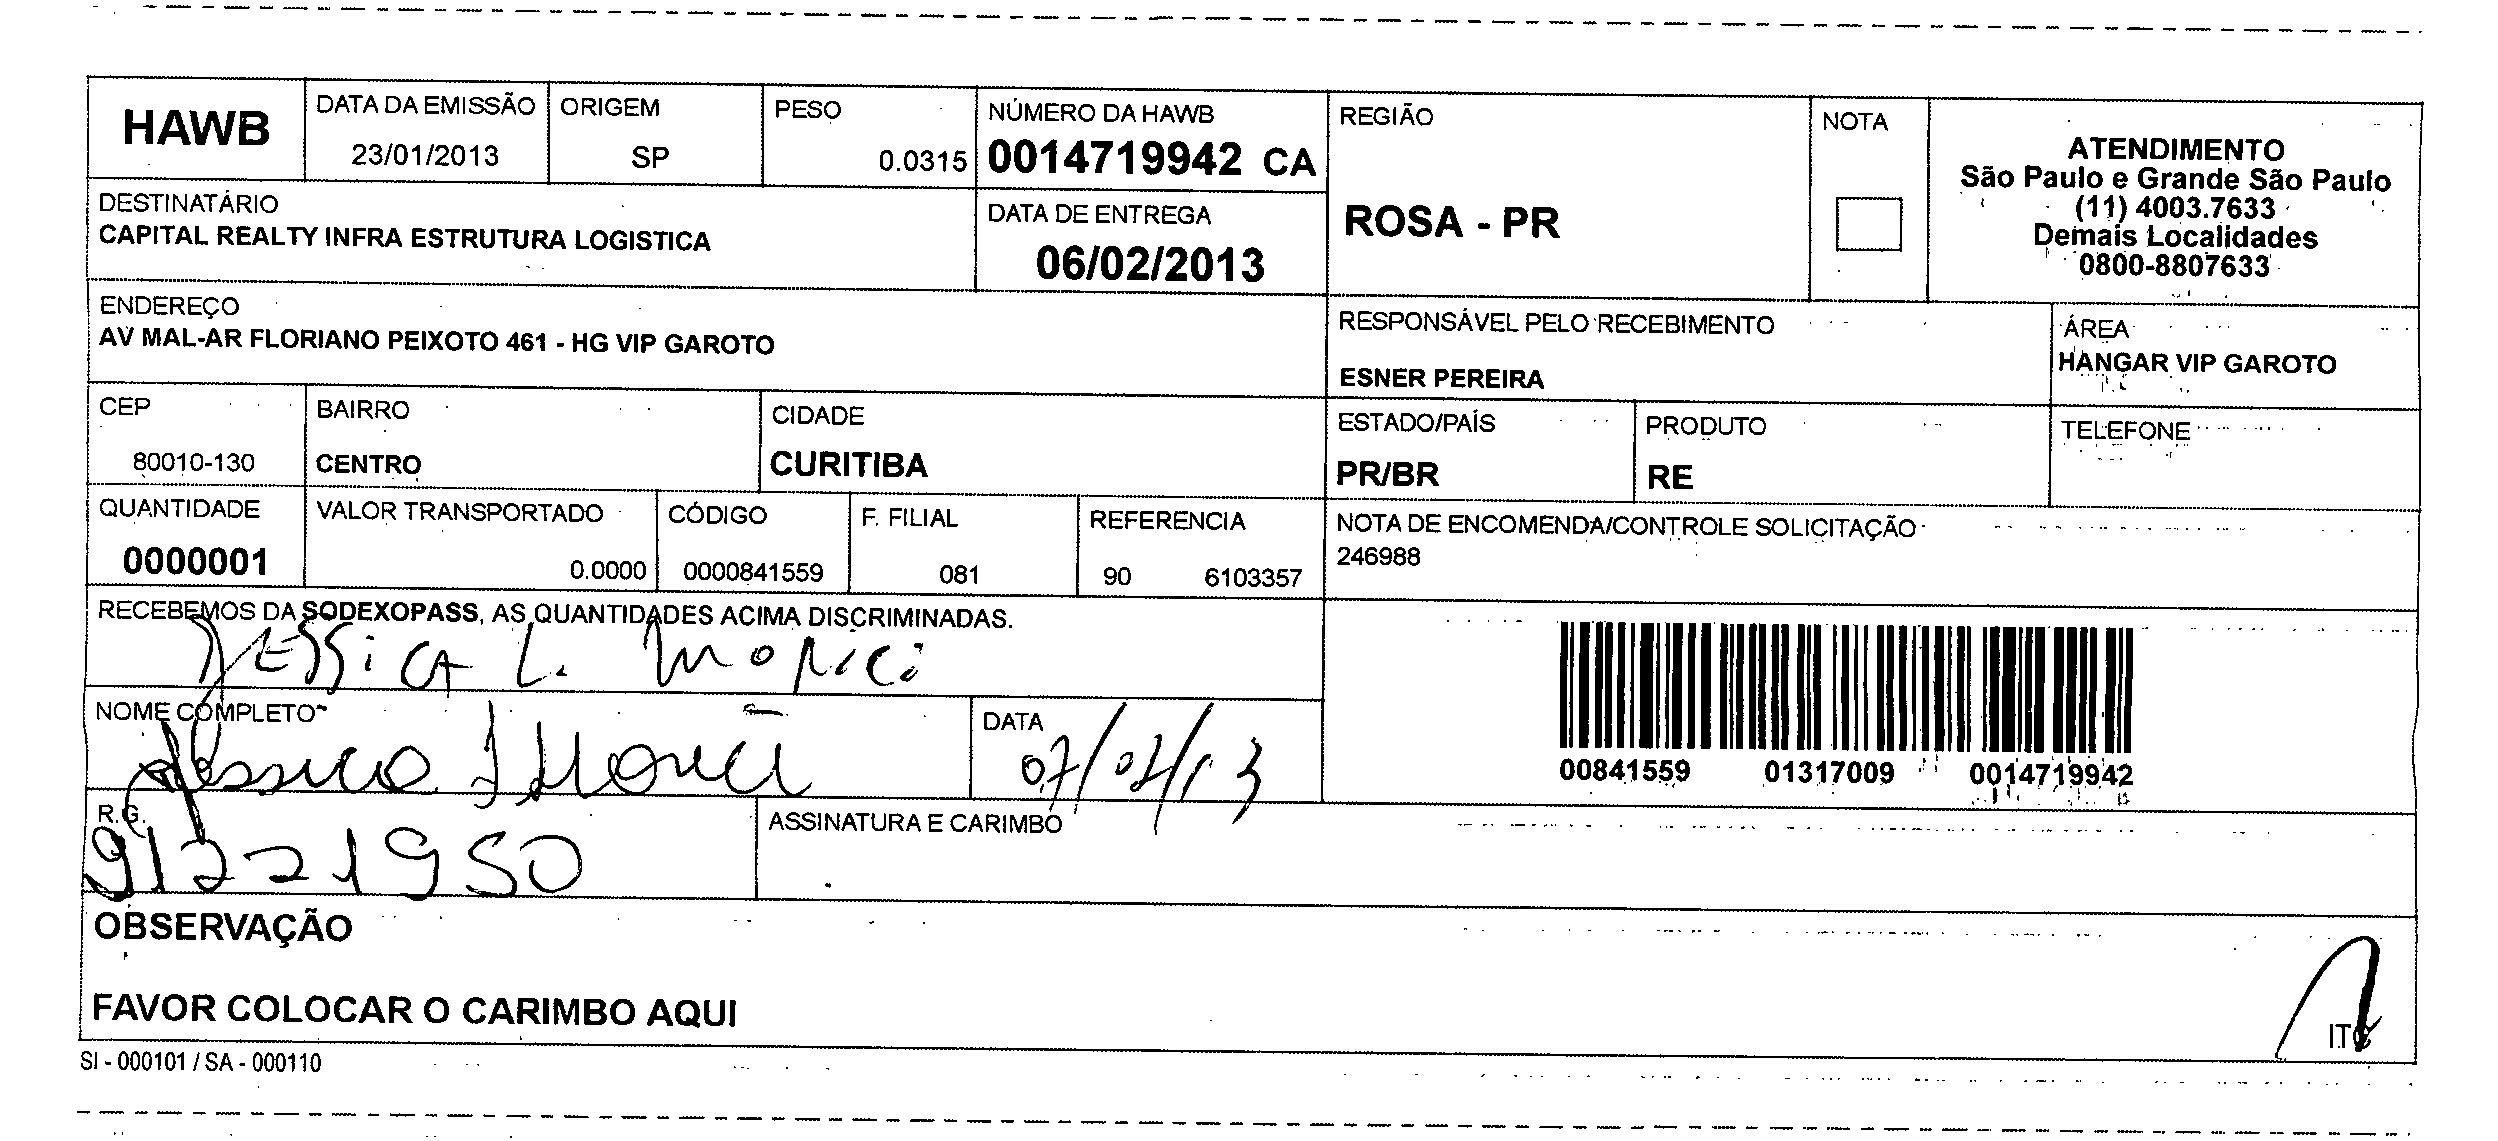 HAWB
DATA DA EMISSÃO
23/01/2013
ORIGEM
SP
PESO
0.0315
NÚMERO DA HAWB
0014719942 CA
REGIÃO
ROSA - PR
NOTA
ATENDIMENTO
São Paulo e Grande São Paulo
(11) 4003.7633
Demais Localidades
0800-8807633
DESTINATÁRIO
CAPITAL REALTY INFRA ESTRUTURA LOGISTICA
DATA DE ENTREGA
06/02/2013
ENDEREÇO
AV MAL-AR FLORIANO PEIXOTO 461 - HG VIP GAROTO
RESPONSÁVEL PELO RECEBIMENTO
ESNER PEREIRA
ÁREA
HANGAR VIP GAROTO
CEP
80010-130
BAIRRO
CENTRO
CIDADE
CURITIBA
ESTADO/PAÍS
PR/BR
PRODUTO
RE
TELEFONE
QUANTIDADE
0000001
VALOR TRANSPORTADO
0.0000
CÓDIGO
0000841559
F. FILIAL
081
REFERENCIA
90 6103357
NOTA DE ENCOMENDA/CONTROLE SOLICITAÇÃO
246988
RECEBEMOS DA SODEXOPASS, AS QUANTIDADES ACIMA DISCRIMINADAS.
JESSICA L.
NOME COMPLETO
DATA
07/02/13
00841559 01317009 0014719942
R.G.
91221950
ASSINATURA E CARIMBO
OBSERVAÇÃO
FAVOR COLOCAR O CARIMBO AQUI
SI - 000101 / SA - 000110